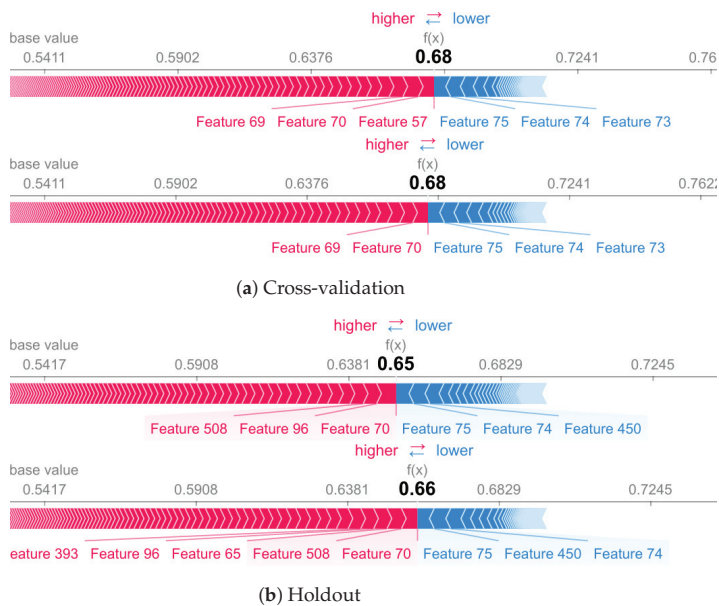 higher lower
base value f(x)
0.5411 0.5902 0.6376 0.68 0.7241 0.76
Feature 69 Feature 70 Feature 57 Feature 75 Feature 74 Feature 73
higher lower
base value f(x)
0.5411 0.5902 0.6376 0.68 0.7241 0.7622
Feature 69 Feature 70 Feature 75 Feature 74 Feature 73
(a) Cross-validation
higher lower
base value f(x)
0.5417 0.5908 0.6381 0.65 0.6829 0.7245
Feature 508 Feature 96 Feature 70 Feature 75 Feature 74 Feature 450
higher lower
base value f(x)
0.5417 0.5908 0.6381 0.66 0.6829 0.7245
eature 393 Feature 96 Feature 65 Feature 508 Feature 70 Feature 75 Feature 450 Feature 74
(b) Holdout